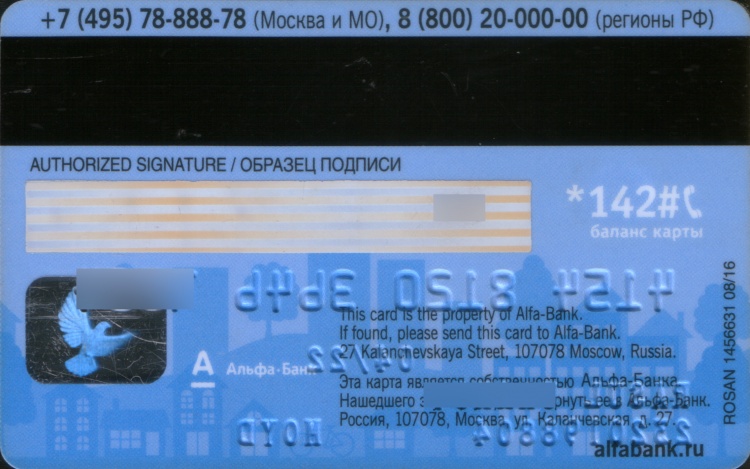 +7 (495) 78-888-78 (Москва и МО), 8 (800) 20-000-00 (регионы РФ)
AUTHORIZED SIGNATURE / ОБРАЗЕЦ ПОДПИСИ
*142#
баланс карты
This card is the property of Alfa-Bank.
If found, please send this card to Alfa-Bank.
27 Kalanchevskaya Street, 107078 Moscow, Russia.
А Альфа·Банк
Эта карта является собственностью Альфа-Банка.
Нашедшего ее в Альфа-Банк.
Россия, 107078, Москва, ул. Каланчевская, д. 27.
alfabank.ru
ROSAN 1456631 08/16